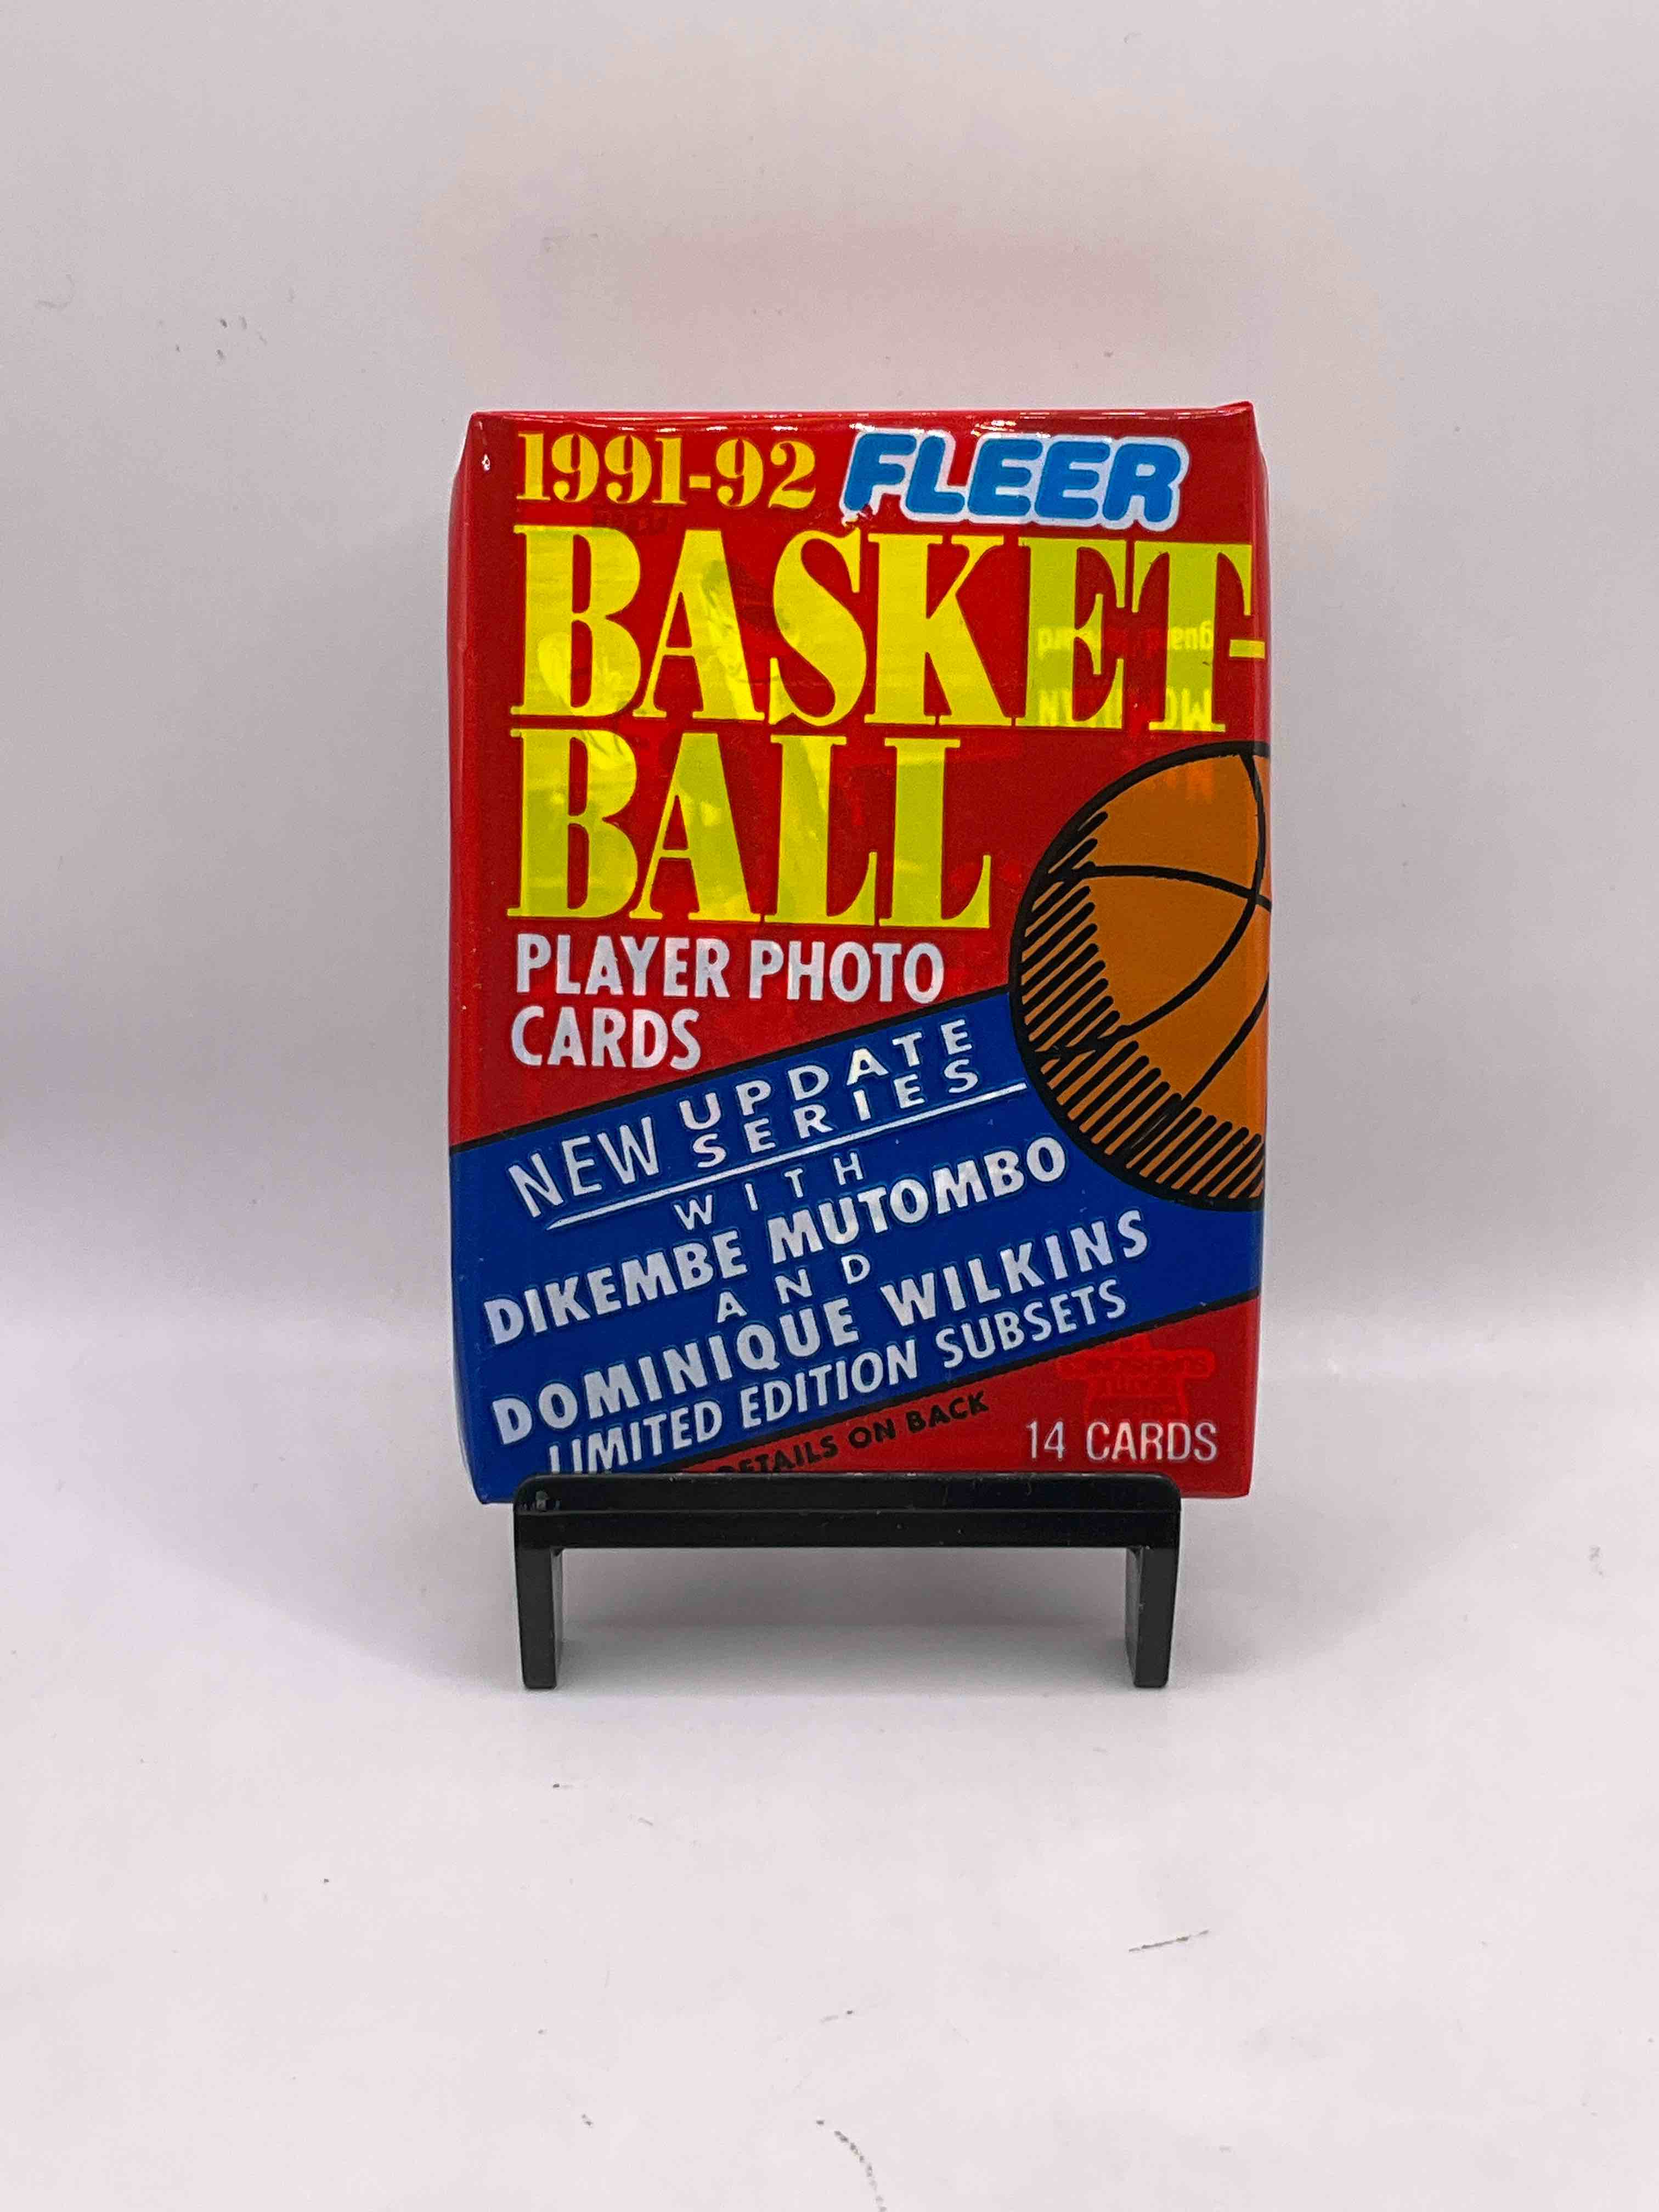 1991-92 FLEER
BASKET-
BALL
PLAYER PHOTO
CARDS
NEW UPDATE
SERIES
WITH
DIKEMBE MUTOMBO
AND
DOMINIQUE WILKINS
LIMITED EDITION SUBSETS
DETAILS ON BACK
14 CARDS